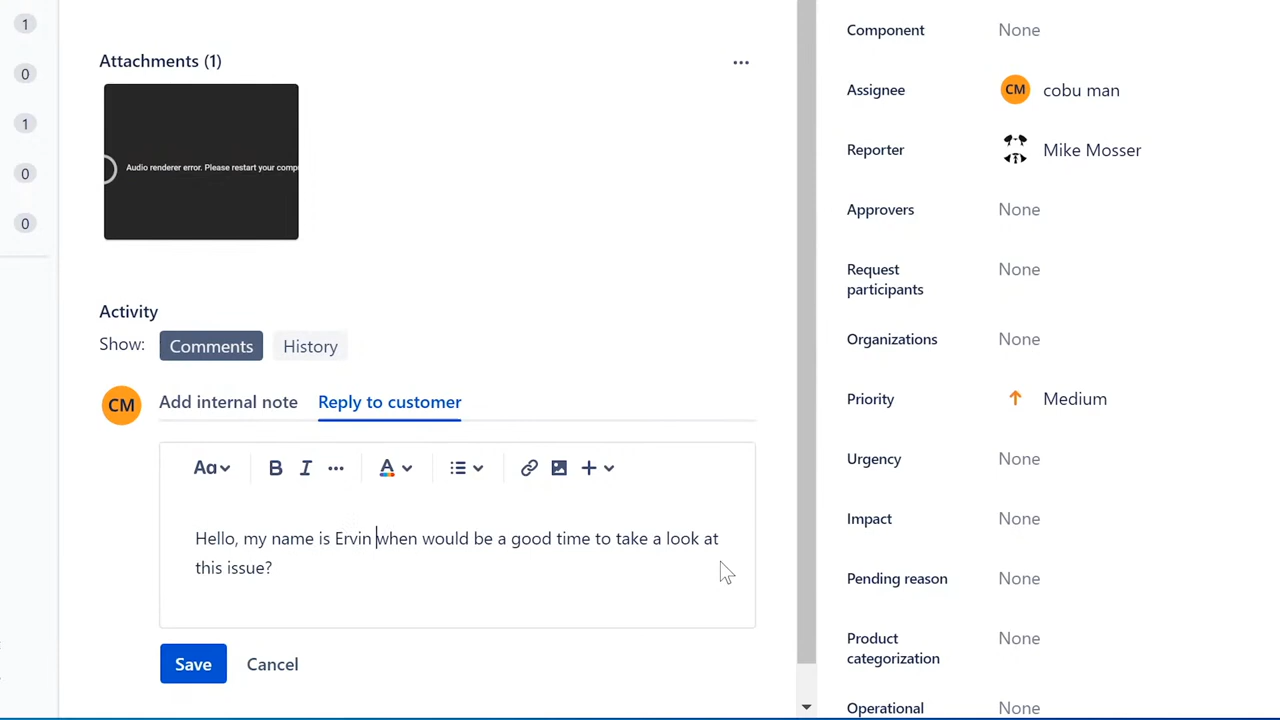 1
0
1
0
0
Attachments (1)
Audio renderer error. Please restart your
Activity
Show: Comments History
CM Add internal note Reply to customer
Aa B I A
Hello, my name is Ervin when would be a good time to take a look at
this issue?
Save Cancel
Component None
Assignee CM cobu man
Reporter Mike Mosser
Approvers None
Request
participants None
Organizations None
Priority Medium
Urgency None
Impact None
Pending reason None
Product
categorization None
Operational None